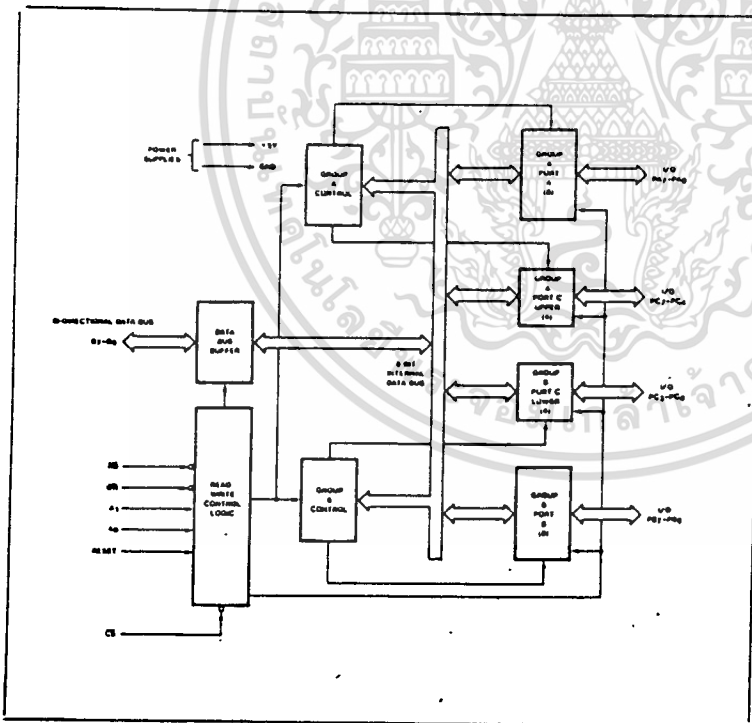 POWER
SUPPLIES
+5V
GND
GROUP
A
CONTROL
GROUP
A
PORT
A
(8)
I/O
PA7-PA0
GROUP
A
PORT C
UPPER
(4)
I/O
PC7-PC4
BI-DIRECTIONAL DATA BUS
D7-D0
DATA
BUS
BUFFER
8-BIT
INTERNAL
DATA BUS
GROUP
B
PORT C
LOWER
(4)
I/O
PC3-PC0
RD
WR
A1
A0
RESET
CS
READ
WRITE
CONTROL
LOGIC
GROUP
B
CONTROL
GROUP
B
PORT
B
(8)
I/O
PB7-PB0